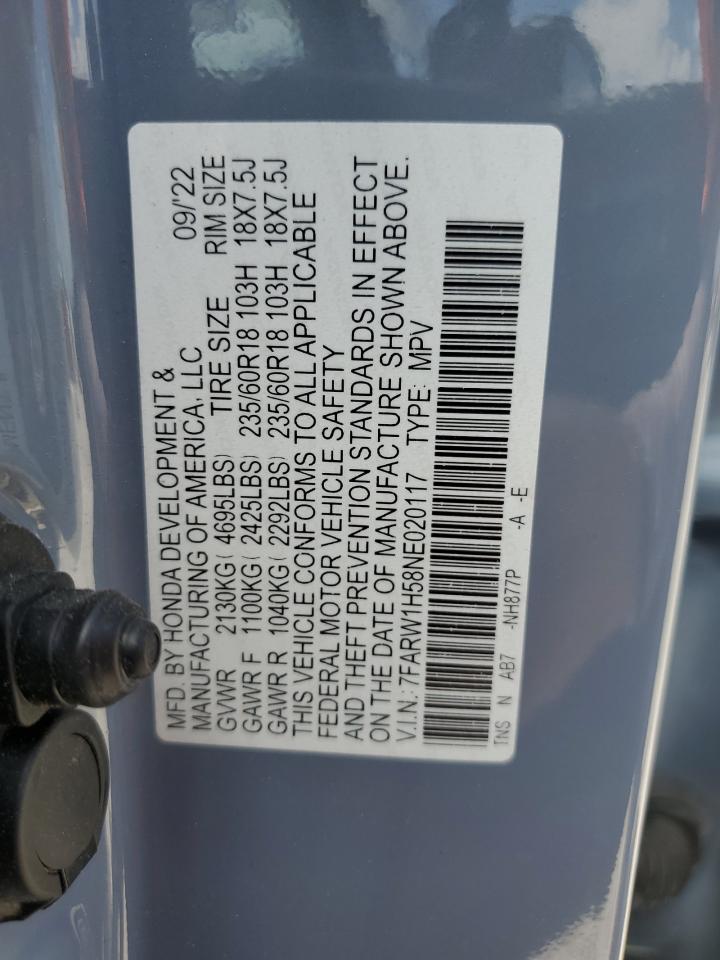 MFD. BY HONDA DEVELOPMENT &
MANUFACTURING OF AMERICA, LLC 09/'22
GVWR 2130KG( 4695LBS) TIRE SIZE RIM SIZE
GAWR F 1100KG( 2425LBS) 235/60R18 103H 18X7.5J
GAWR R 1040KG( 2292LBS) 235/60R18 103H 18X7.5J
THIS VEHICLE CONFORMS TO ALL APPLICABLE
FEDERAL MOTOR VEHICLE SAFETY
AND THEFT PREVENTION STANDARDS IN EFFECT
ON THE DATE OF MANUFACTURE SHOWN ABOVE.
V.I.N.: 7FARW1H58NE020117 TYPE: MPV
TNS N AB7 -NH877P -A -E